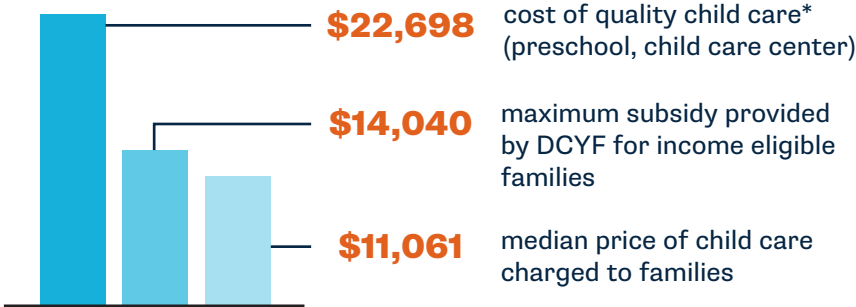 $22,698
cost of quality child care*
(preschool, child care center)
$14,040
maximum subsidy provided
by DCYF for income eligible
families
$11,061
median price of child care
charged to families